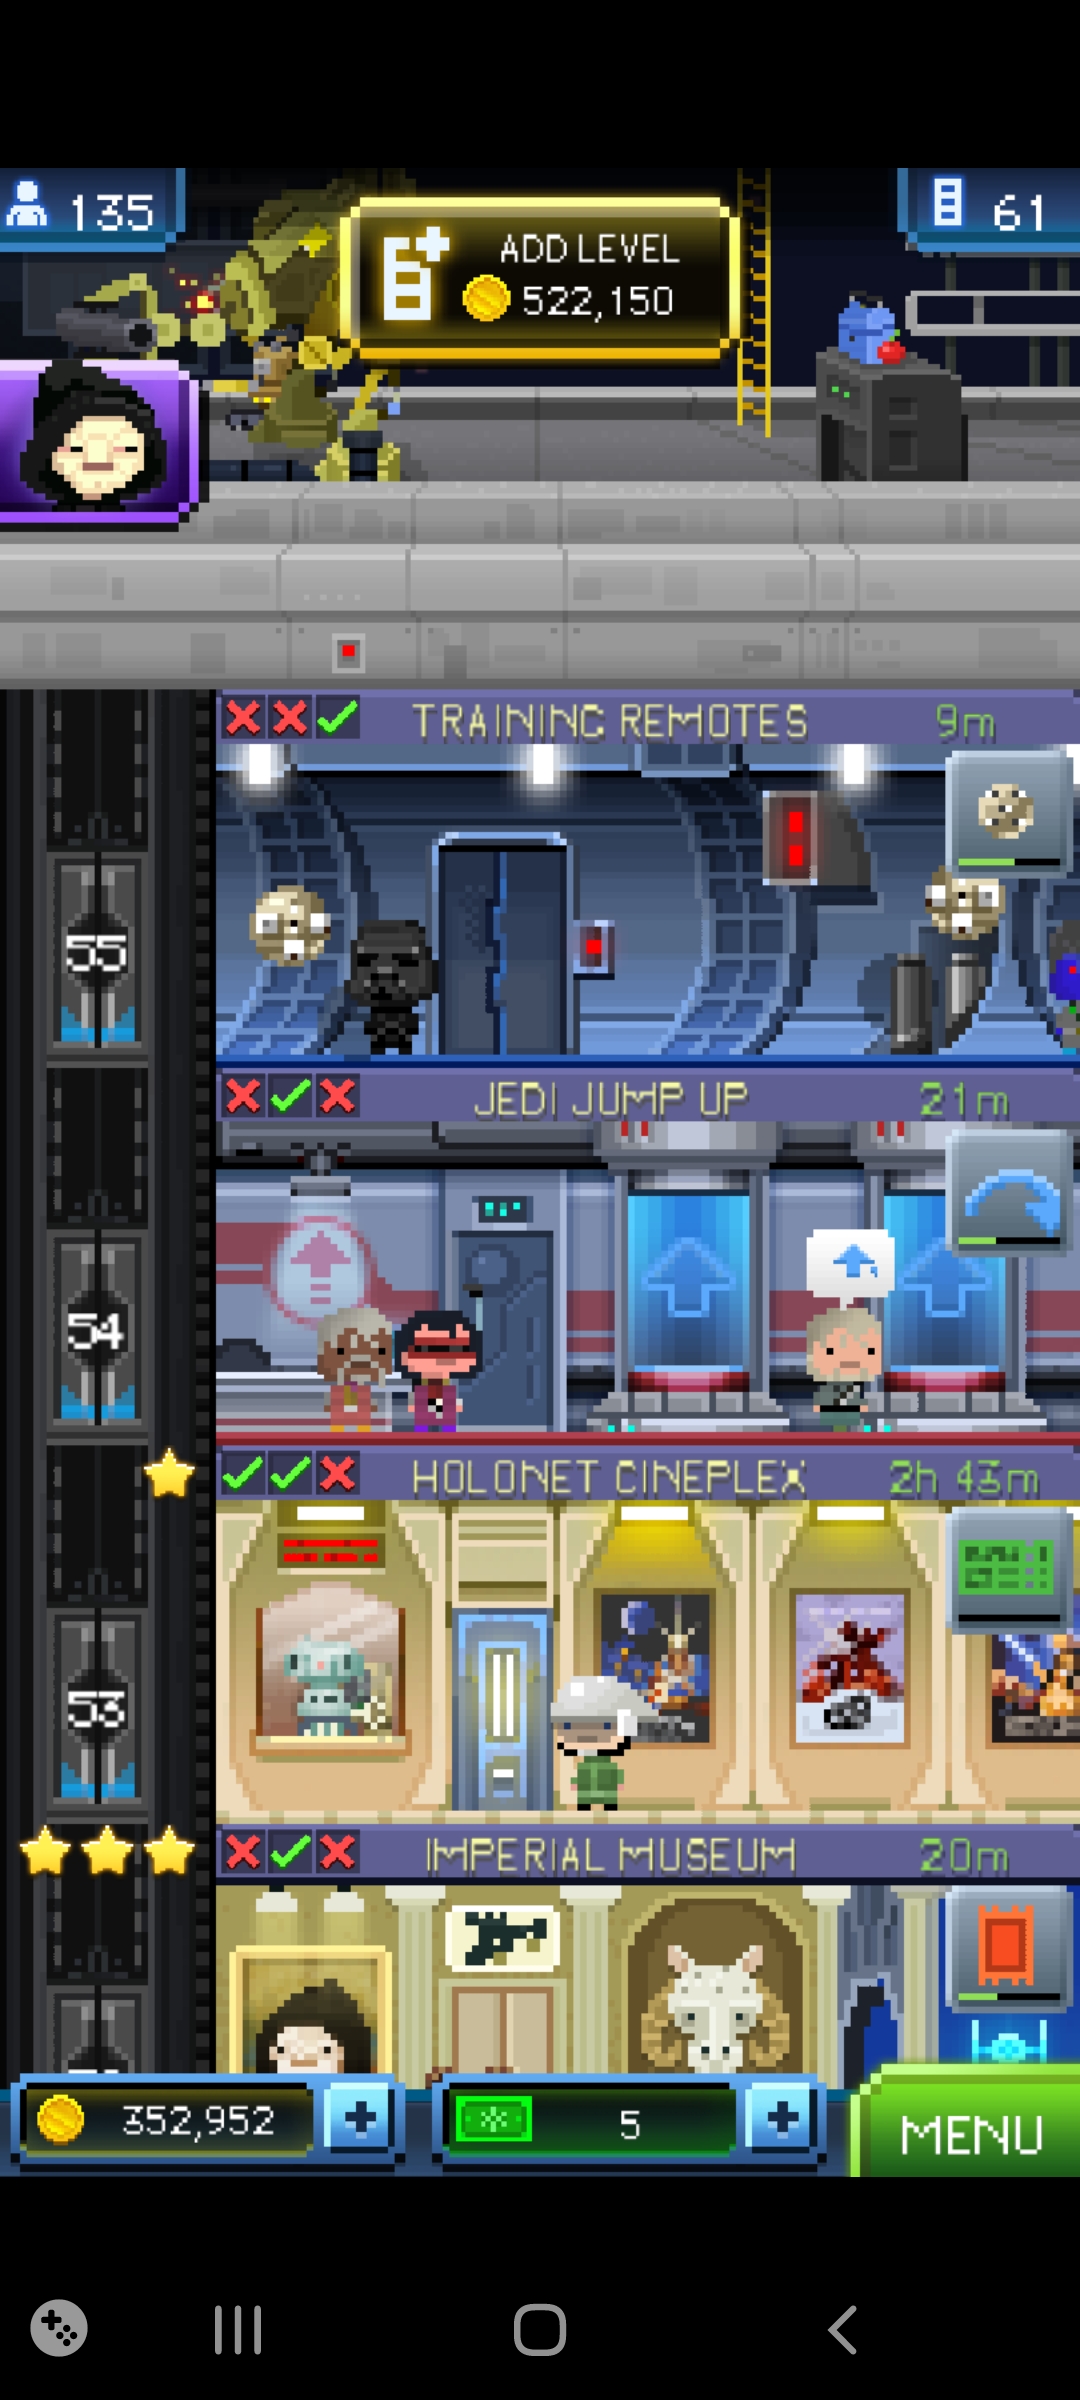 135
ADD LEVEL
522,150
61
TRAINING REMOTES 9m
55
JEDI JUMP UP 21m
54
HOLONET CINEPLEX 2h 43m
53
IMPERIAL MUSEUM 20m
352,952
5
MENU